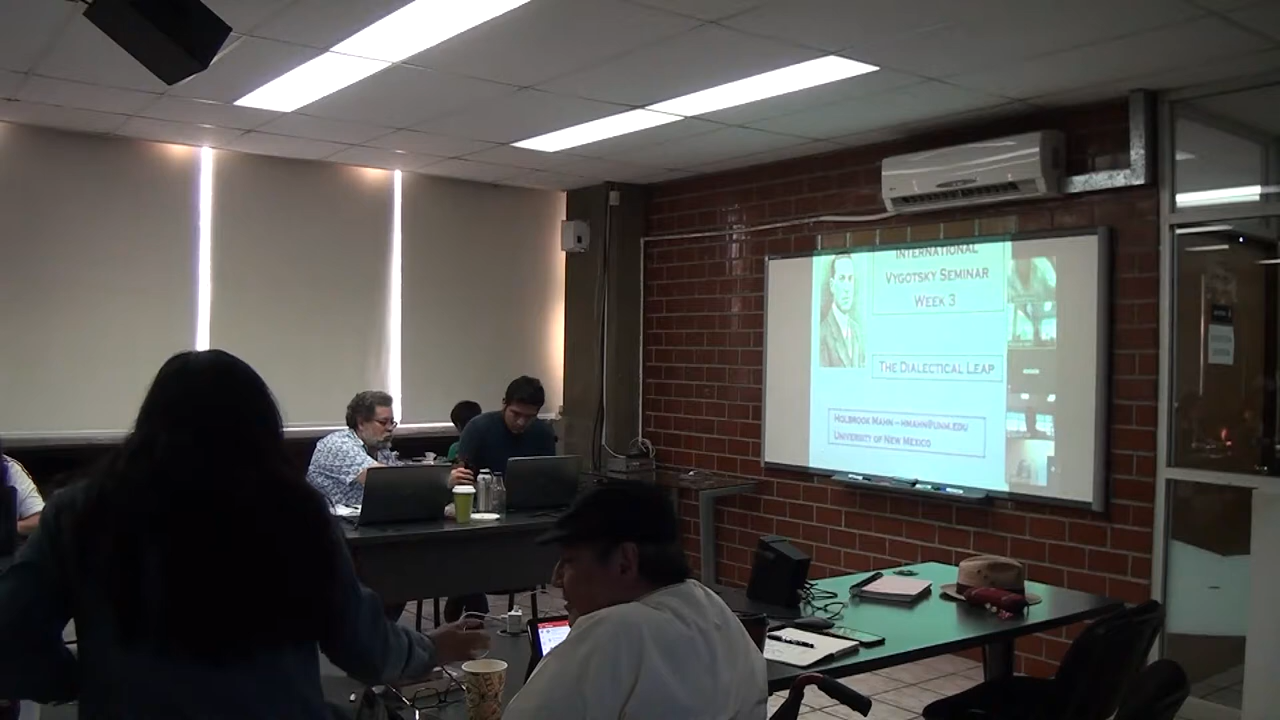 INTERNATIONAL
VYGOTSKY SEMINAR
WEEK 3
THE DIALECTICAL LEAP
HOLBROOK MAHN – HMAHN@UNM.EDU
UNIVERSITY OF NEW MEXICO